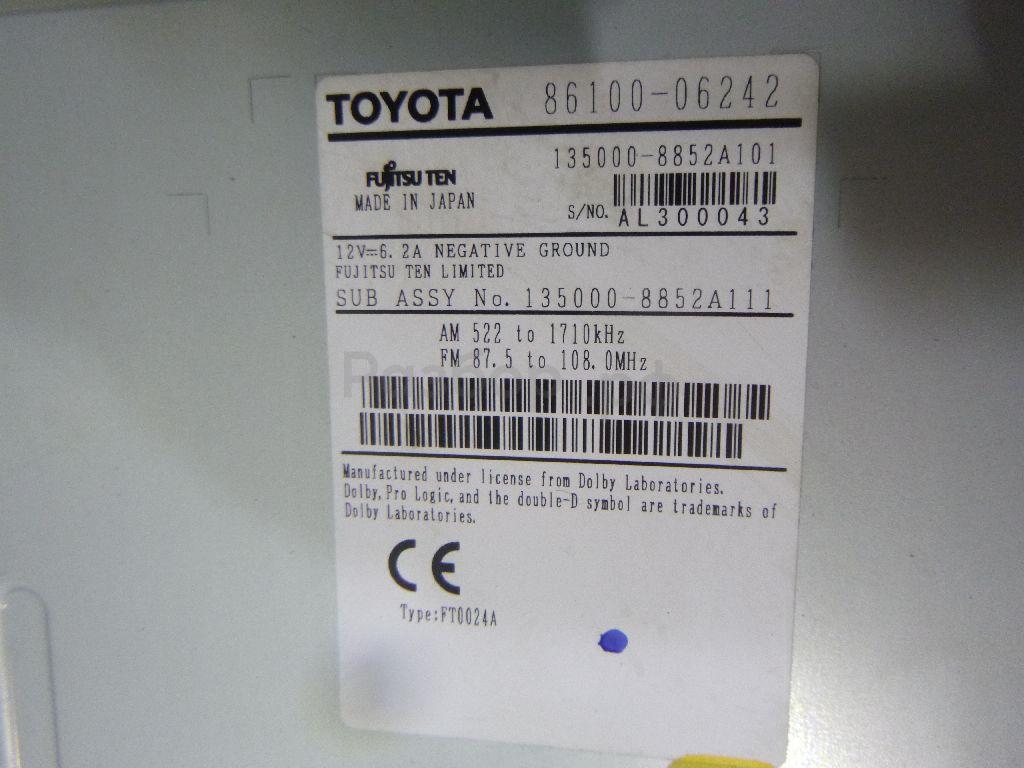 TOYOTA 86100-06242
135000-8852A101
FUJITSU TEN
MADE IN JAPAN
S/NO. AL300043
12V⎓6.2A NEGATIVE GROUND
FUJITSU TEN LIMITED
SUB ASSY No. 135000-8852A111
AM 522 to 1710kHz
FM 87.5 to 108.0MHz
Manufactured under license from Dolby Laboratories.
Dolby, Pro Logic, and the double-D symbol are trademarks of
Dolby Laboratories.
CE
Type:FT0024A